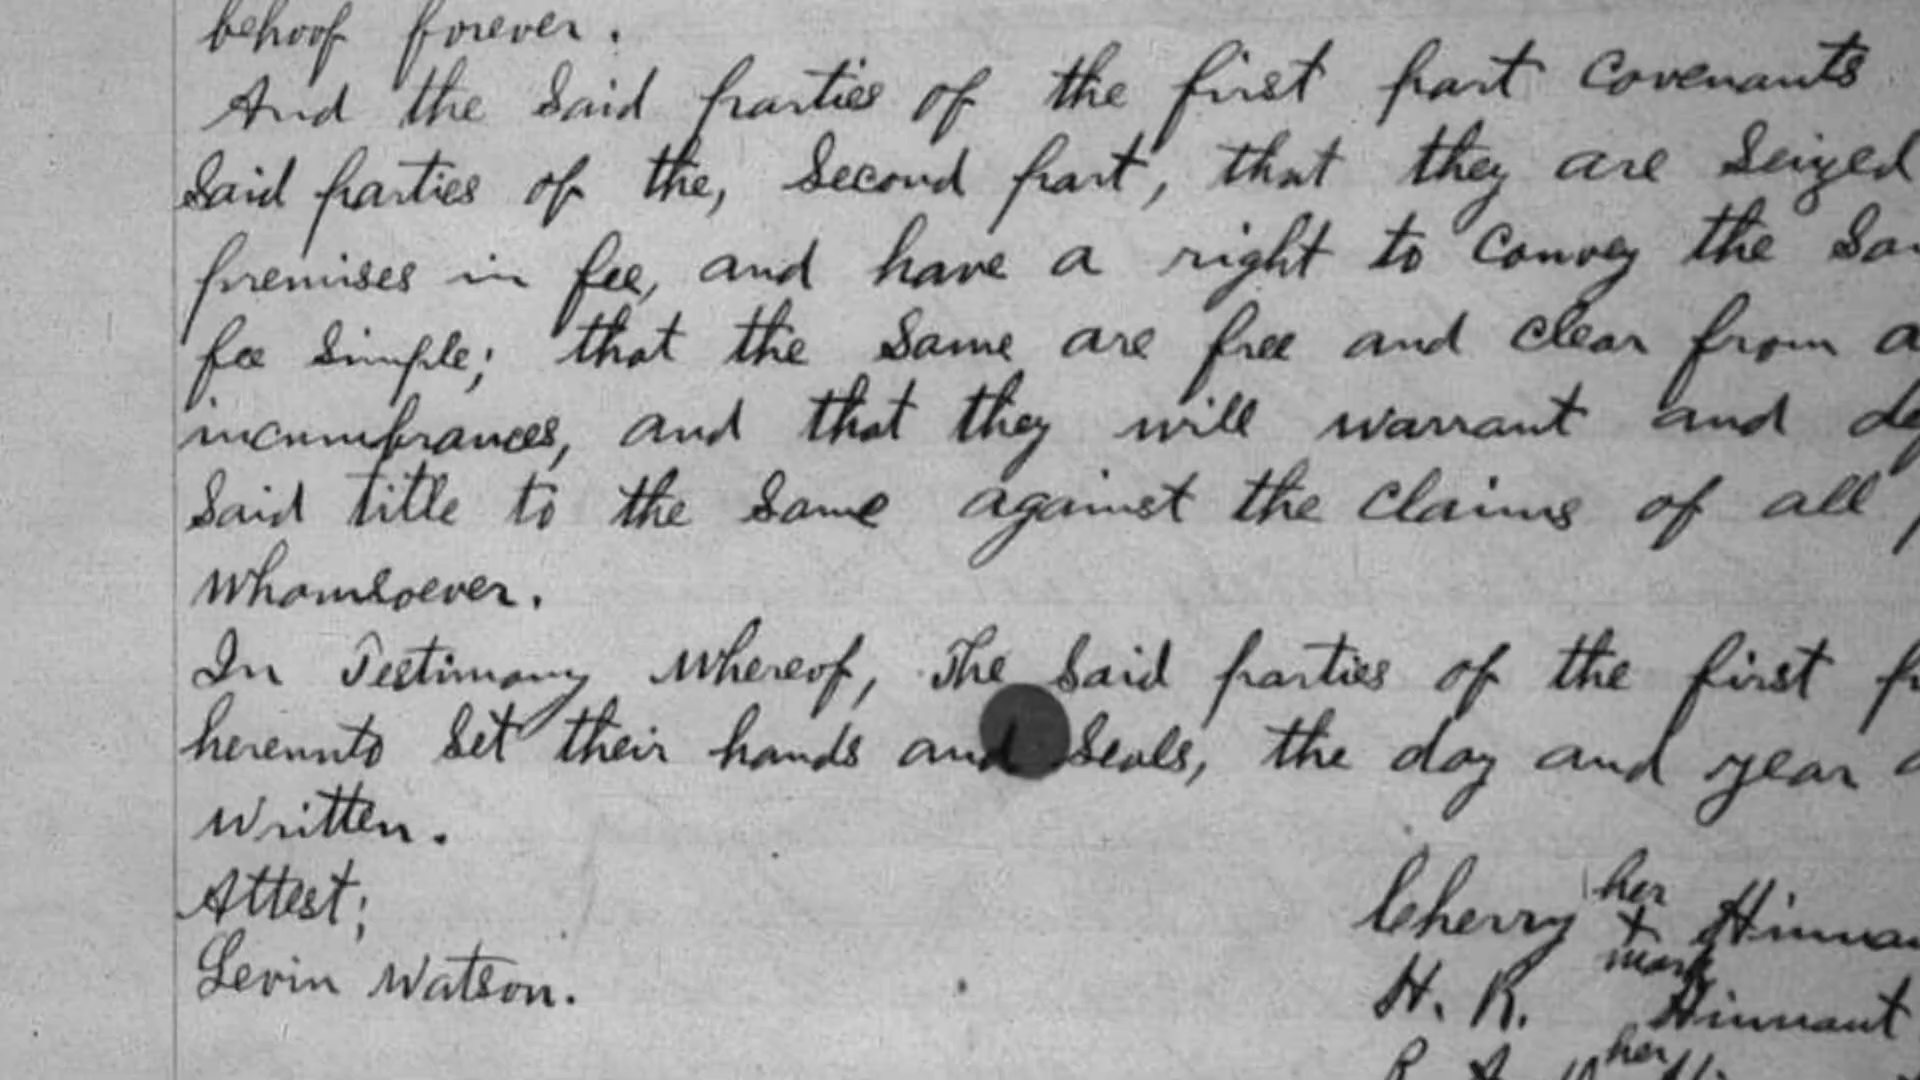 behoof forever.
And the said parties of the first part covenants
said parties of the, second part, that they are seized
premises in fee, and have a right to convey the
fee simple; that the same are free and clear from
incumbrances, and that they will warrant and
said title to the same against the claims of all
whomsoever.
In Testimony Whereof, The said parties of the first
hereunto set their hands and seals, the day and year
written.
Attest;
Levin Watson.
her
Cherry + Hinna
mark
H. R. Hinnant
her